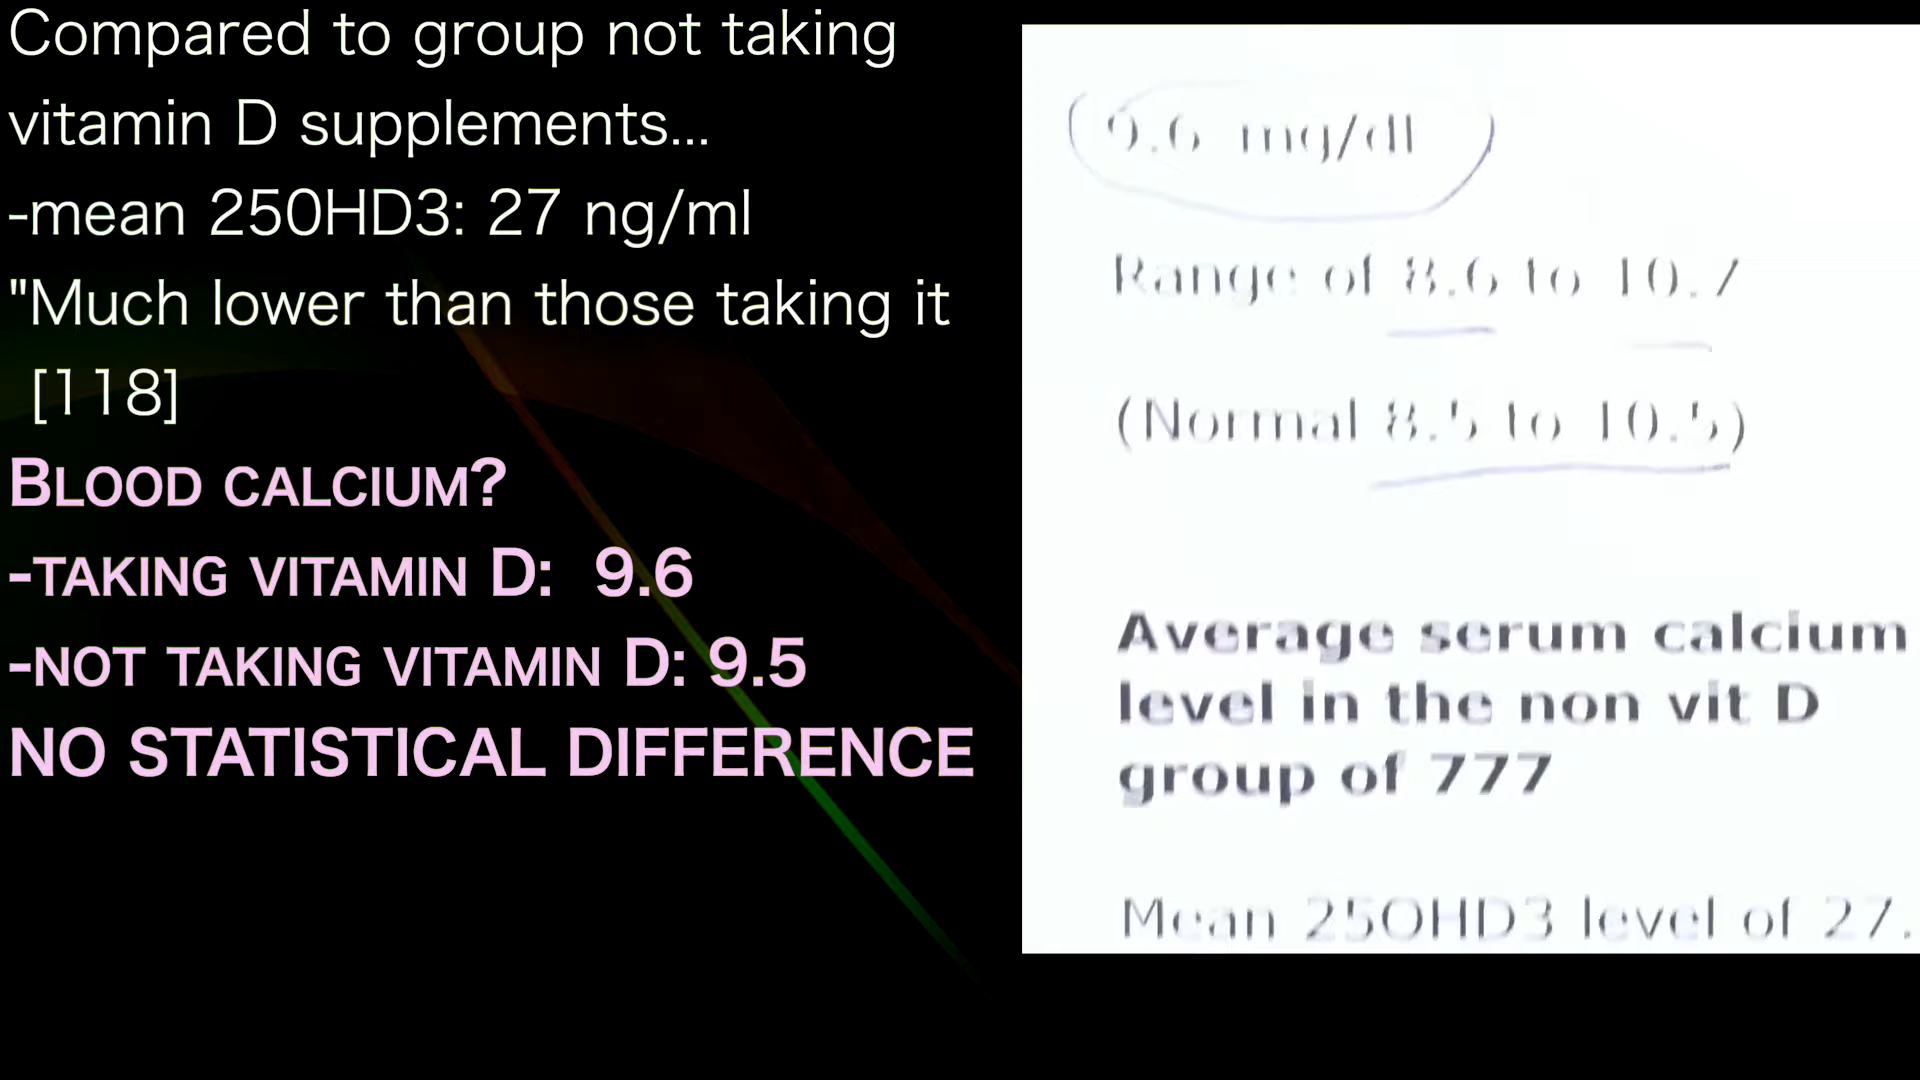 Compared to group not taking
vitamin D supplements...
-mean 25OHD3: 27 ng/ml
"Much lower than those taking it
[118]
BLOOD CALCIUM?
-TAKING VITAMIN D: 9.6
-NOT TAKING VITAMIN D: 9.5
NO STATISTICAL DIFFERENCE
9.6 mg/dl
Range of 8.6 to 10.7
(Normal 8.5 to 10.5)
Average serum calcium
level in the non vit D
group of 777
Mean 25OHD3 level of 27.